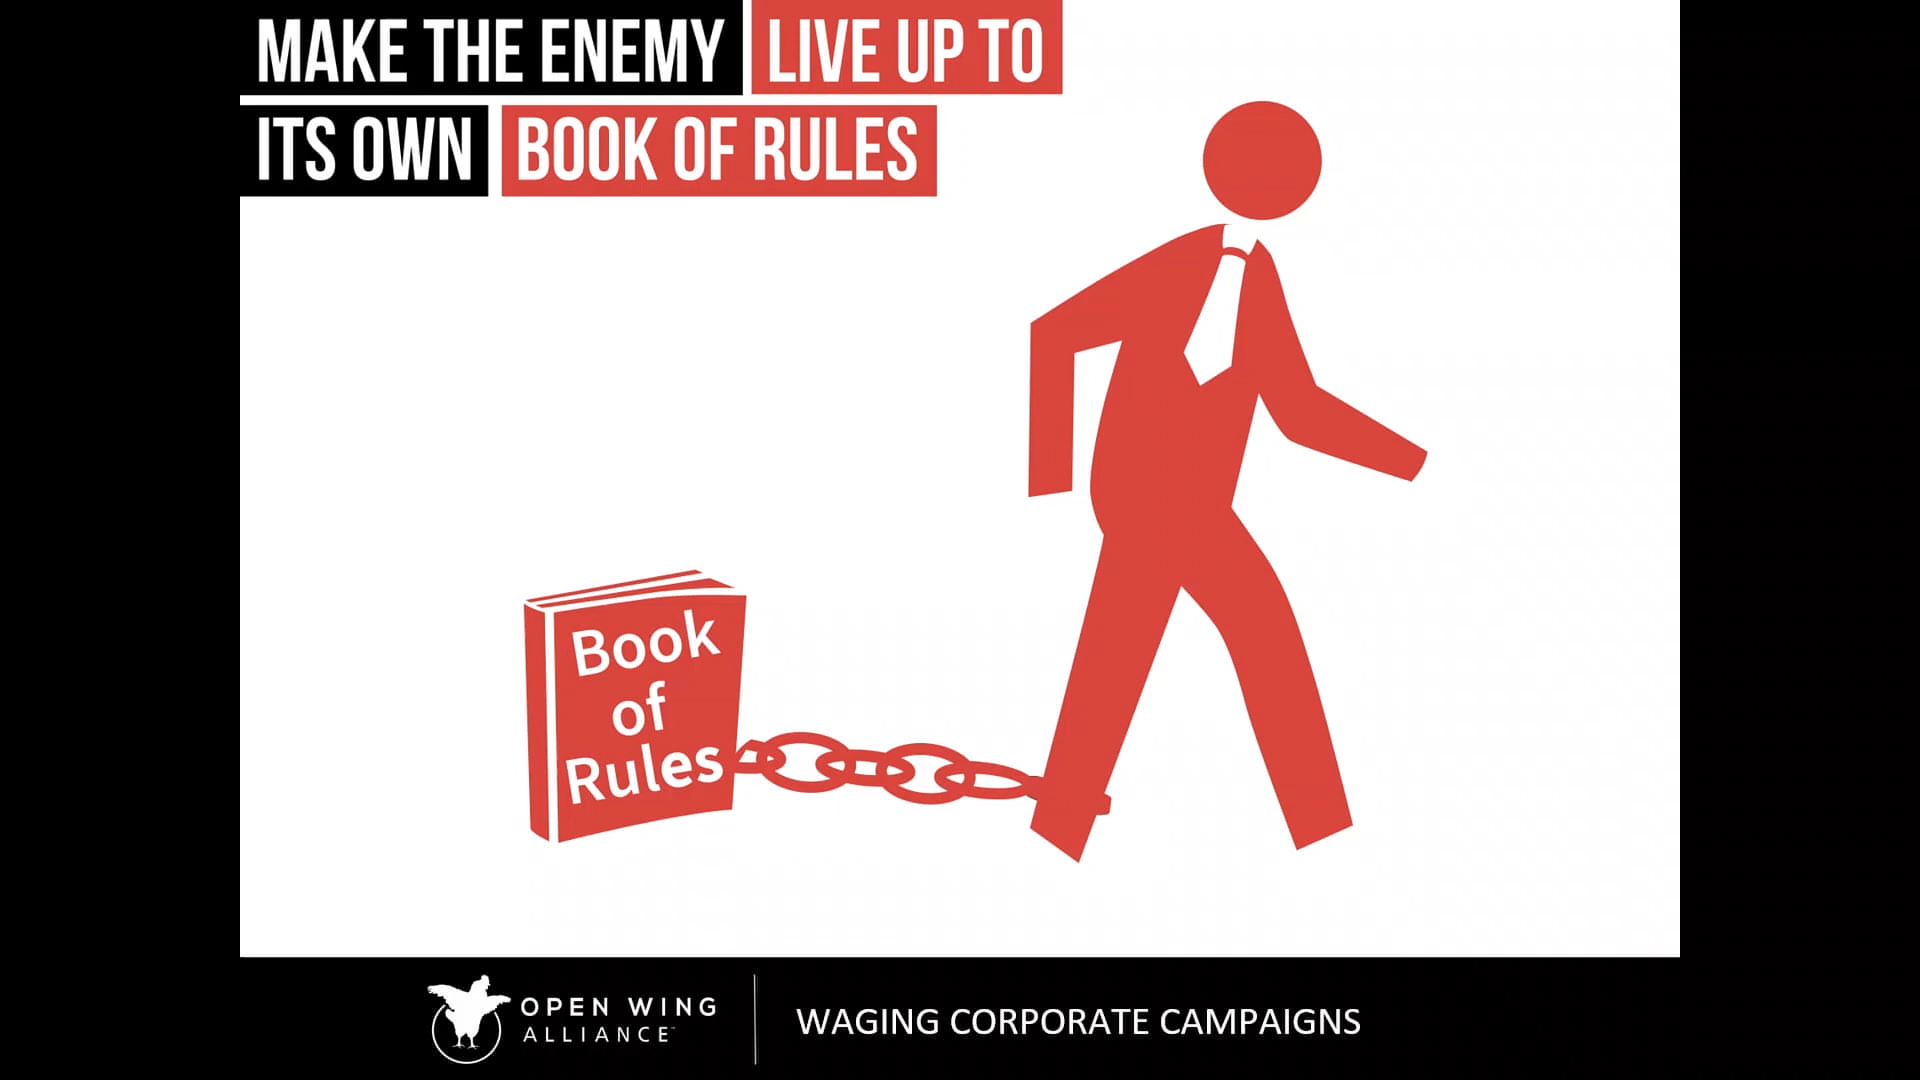 MAKE THE ENEMY LIVE UP TO
ITS OWN BOOK OF RULES
Book
of
Rules
OPEN WING
ALLIANCE™
WAGING CORPORATE CAMPAIGNS